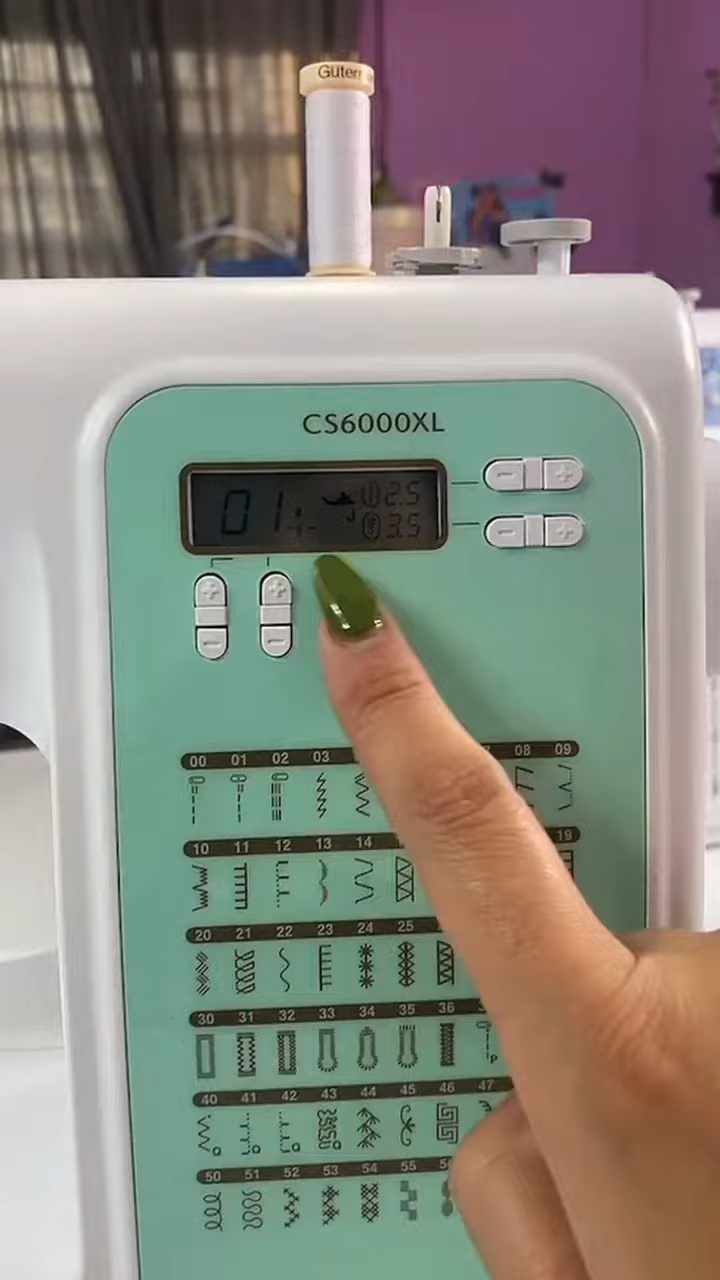 Güter
CS6000XL
01 J 2.5
3.5
- +
- +
+ +
- -
00 01 02 03 08 09
10 11 12 13 14 19
20 21 22 23 24 25
30 31 32 33 34 35 36
P
40 41 42 43 44 45 46 47
50 51 52 53 54 55